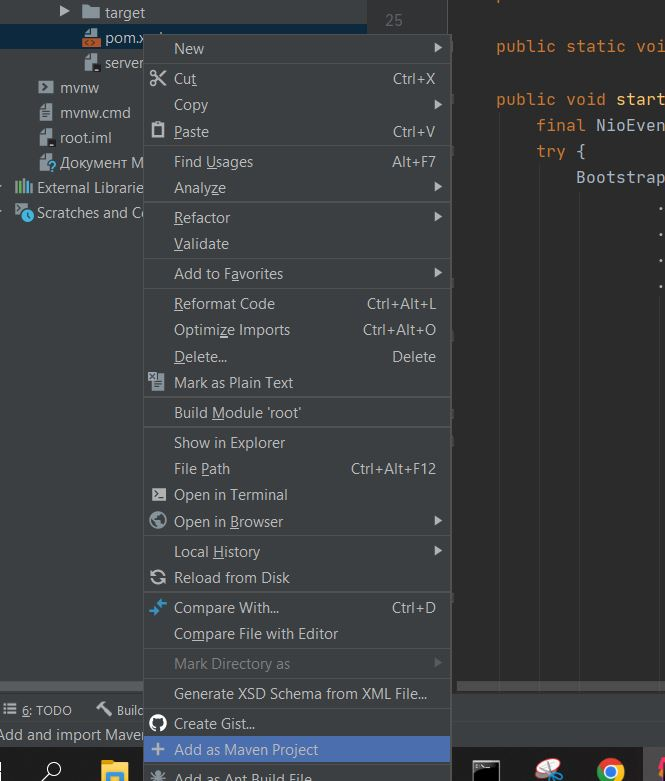 target
25
pom.x
New
public static voi
server
Cut Ctrl+X
mvnw
Copy
public void start
mvnw.cmd
Paste Ctrl+V
final NioEven
root.iml
try {
Документ M
Find Usages Alt+F7
Bootstrap
External Librarie
Analyze
.
Scratches and Co
Refactor
.
Validate
.
Add to Favorites
.
Reformat Code Ctrl+Alt+L
Optimize Imports Ctrl+Alt+O
Delete... Delete
Mark as Plain Text
Build Module 'root'
Show in Explorer
File Path Ctrl+Alt+F12
Open in Terminal
Open in Browser
Local History
Reload from Disk
Compare With... Ctrl+D
Compare File with Editor
Mark Directory as
Generate XSD Schema from XML File...
6: TODO Build
Create Gist...
Add and import Mave
Add as Maven Project
Add as Ant Build File